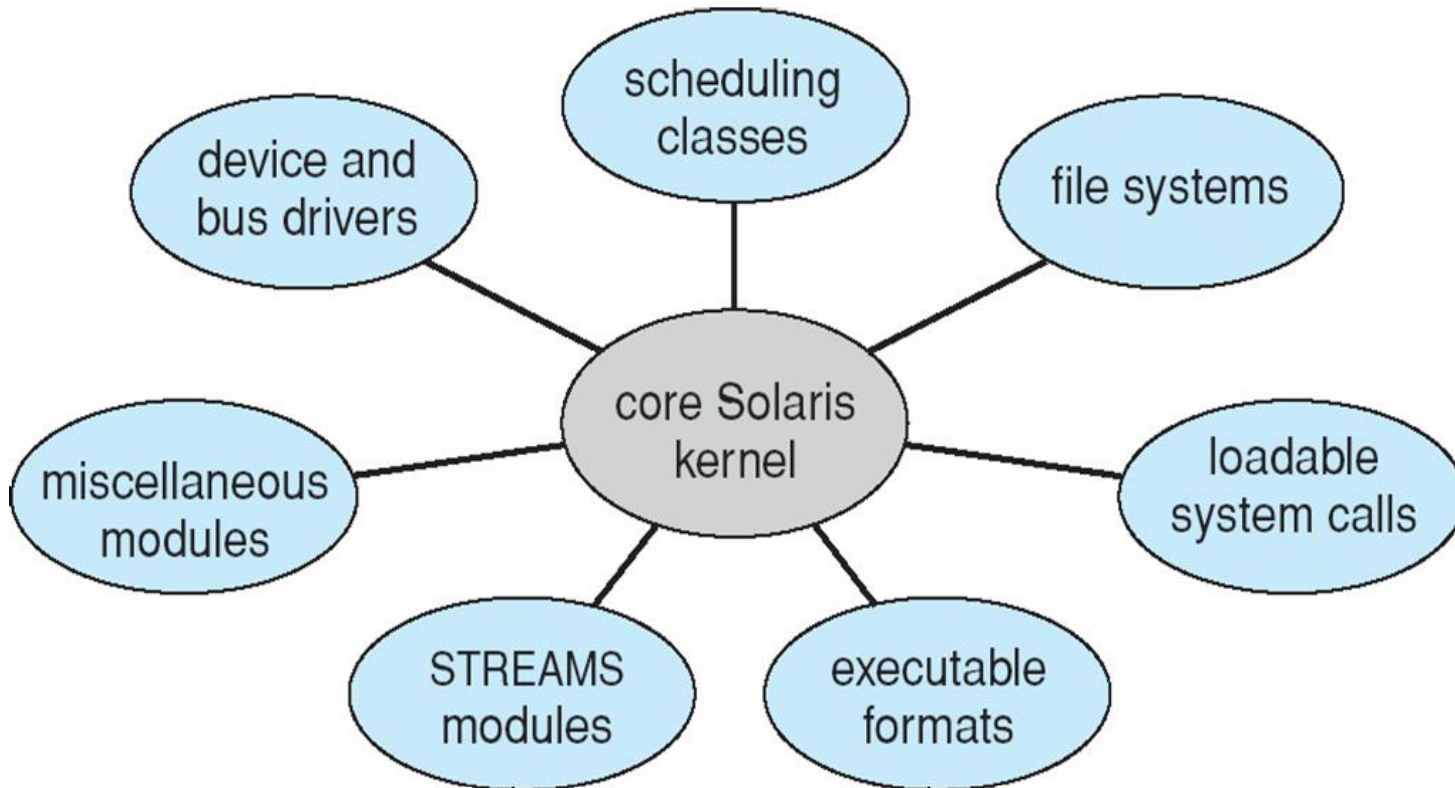 scheduling
classes
device and
bus drivers
file systems
core Solaris
kernel
miscellaneous
modules
loadable
system calls
STREAMS
modules
executable
formats